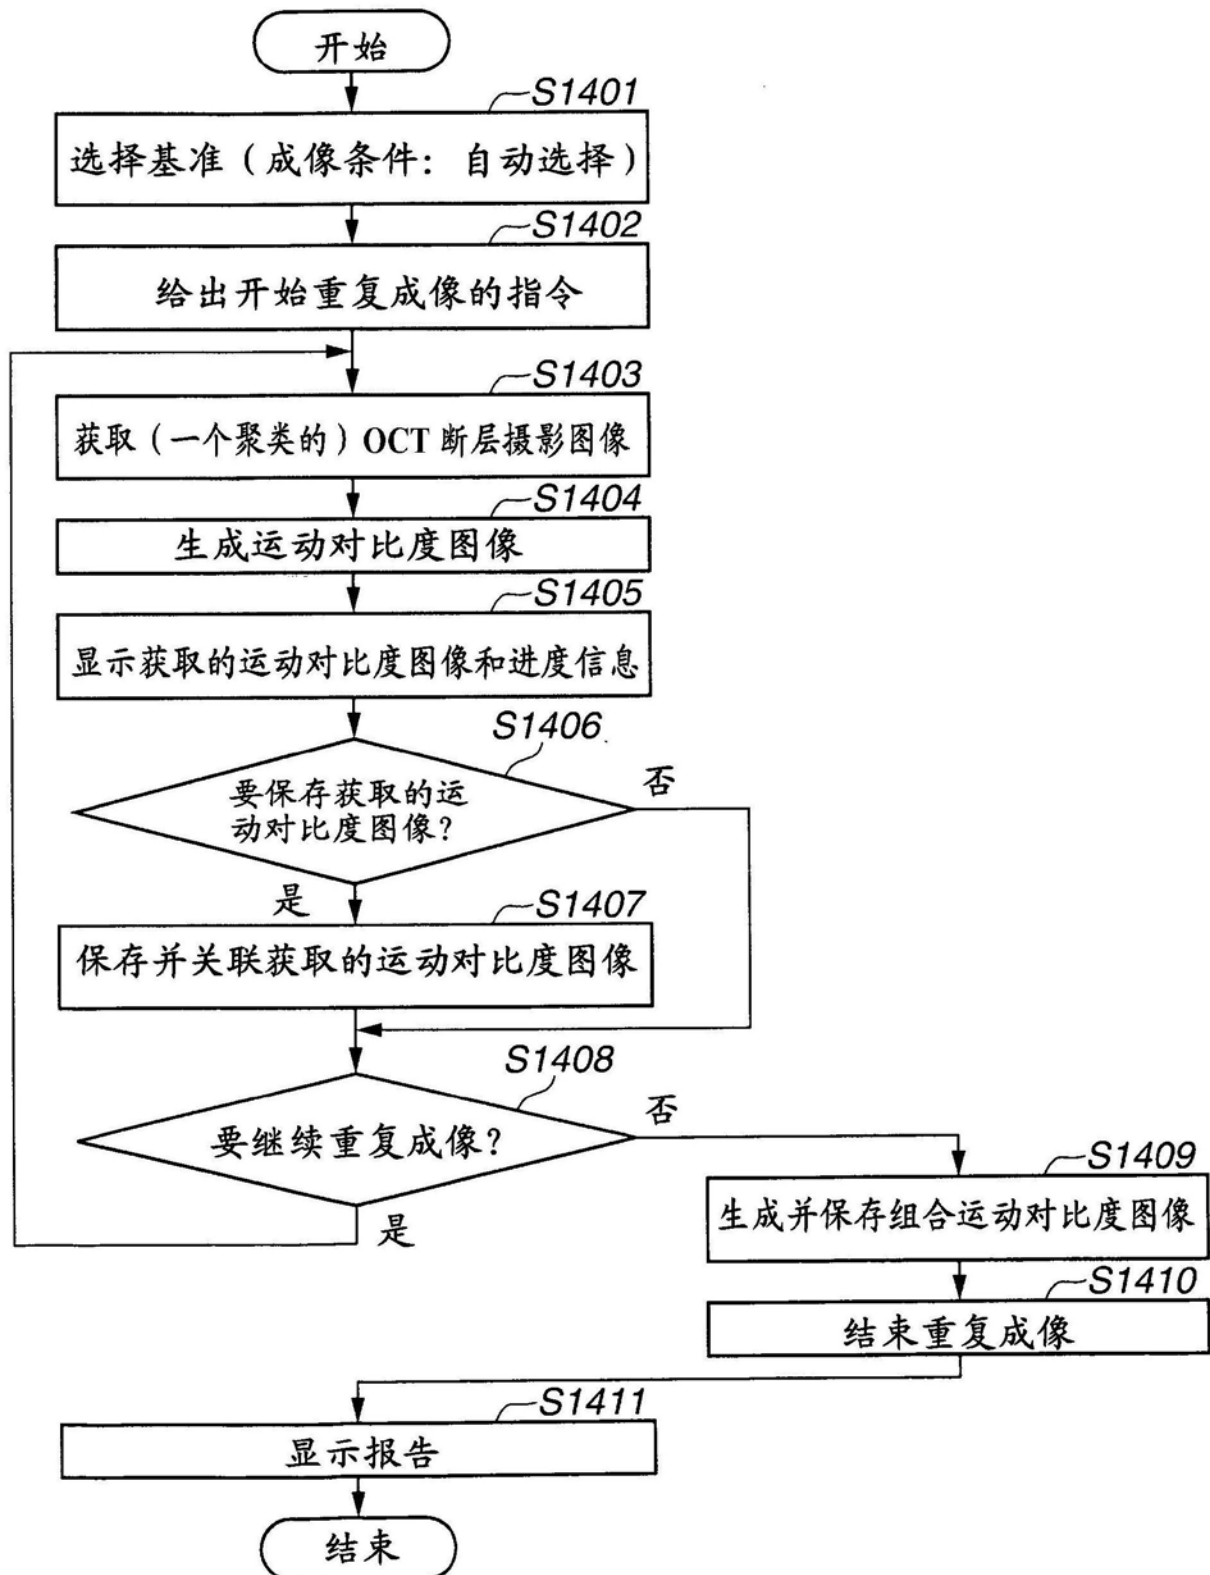 开始
S1401
选择基准（成像条件：自动选择）
S1402
给出开始重复成像的指令
S1403
获取（一个聚类的）OCT 断层摄影图像
S1404
生成运动对比度图像
S1405
显示获取的运动对比度图像和进度信息
S1406
要保存获取的运
动对比度图像？
否
是
S1407
保存并关联获取的运动对比度图像
S1408
要继续重复成像？
否
是
S1409
生成并保存组合运动对比度图像
S1410
结束重复成像
S1411
显示报告
结束